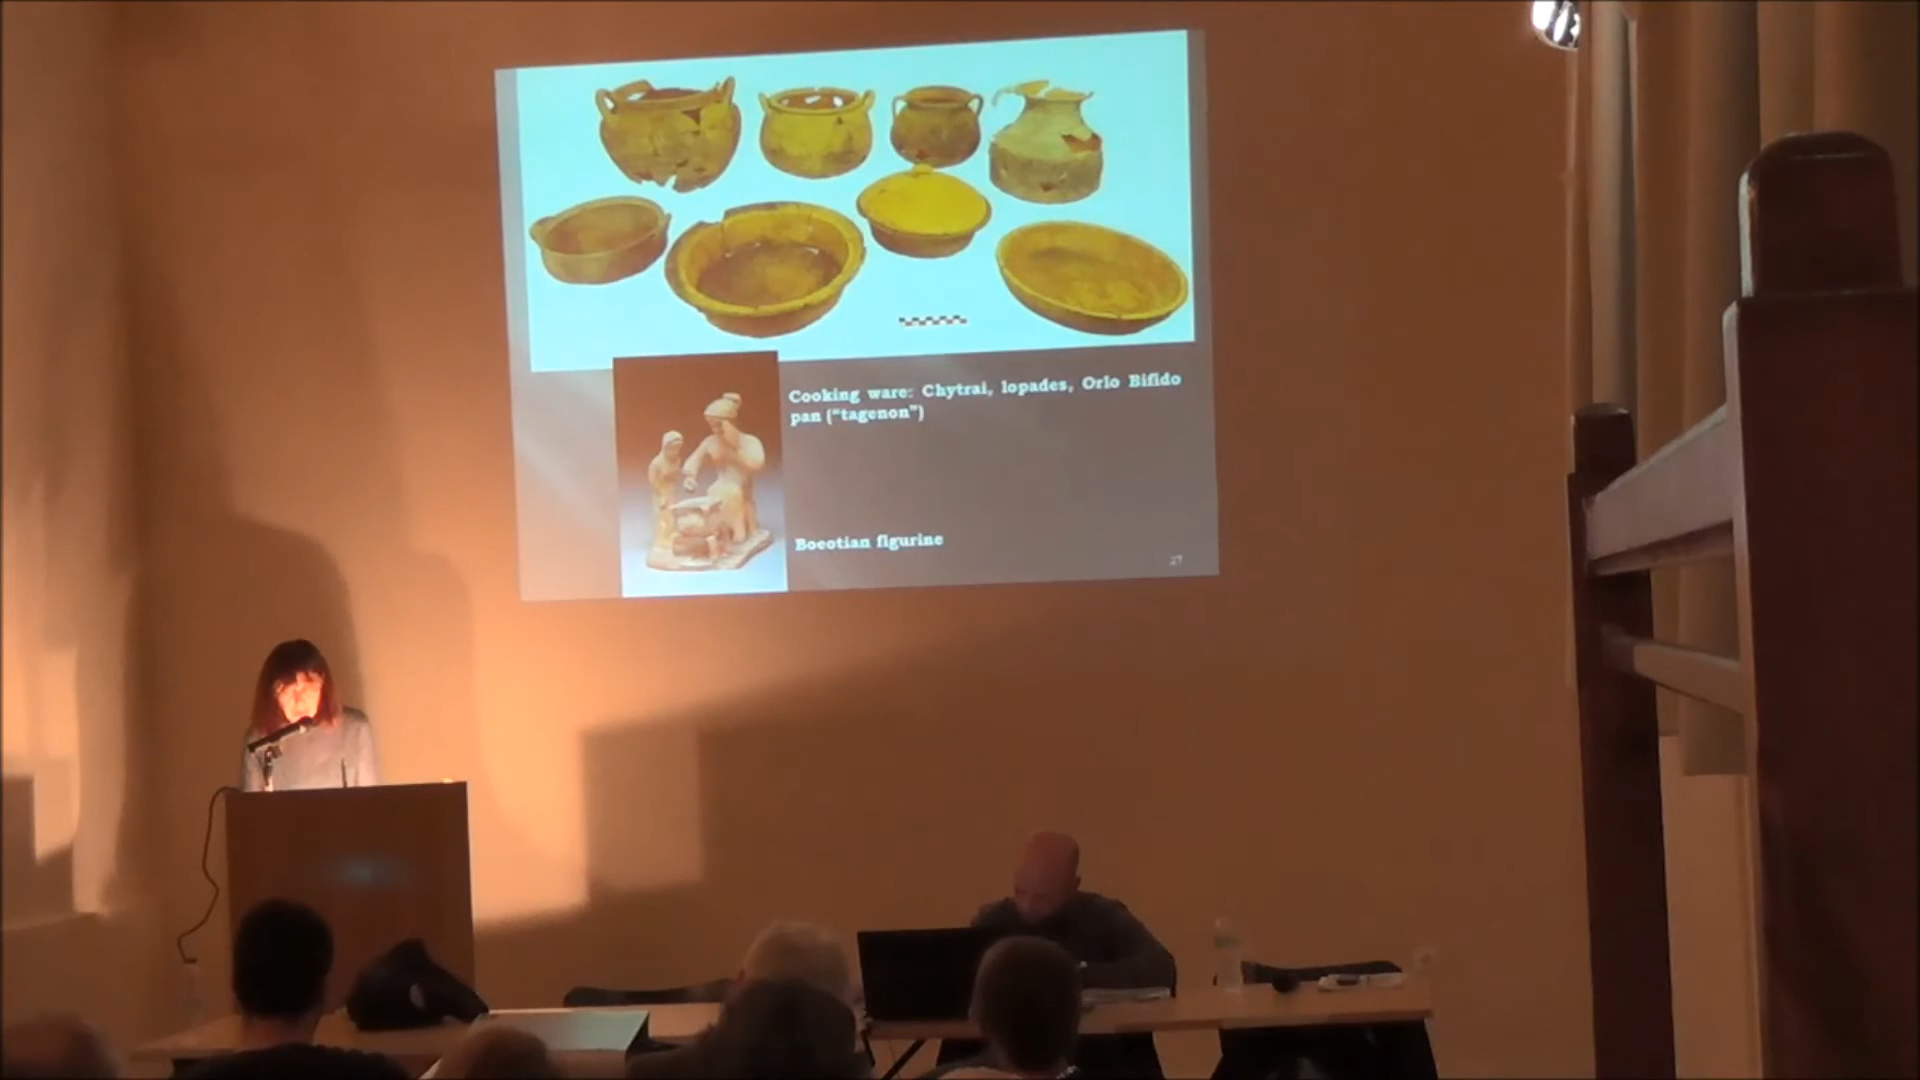 Cooking ware: Chytrai, lopades, Orlo Bifido
pan (“tagenon”)
Boeotian figurine
27